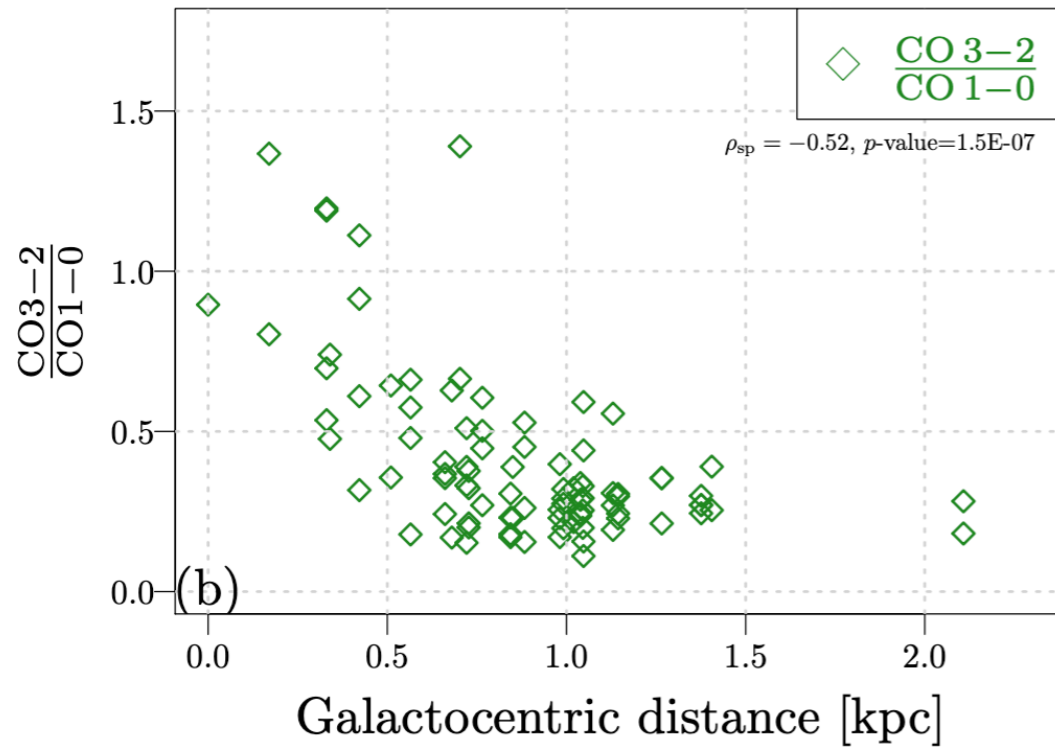 CO 3−2
CO 1−0
ρsp = −0.52, p-value=1.5E-07
1.5
1.0
0.5
0.0
CO3−2
CO1−0
(b)
0.0 0.5 1.0 1.5 2.0
Galactocentric distance [kpc]